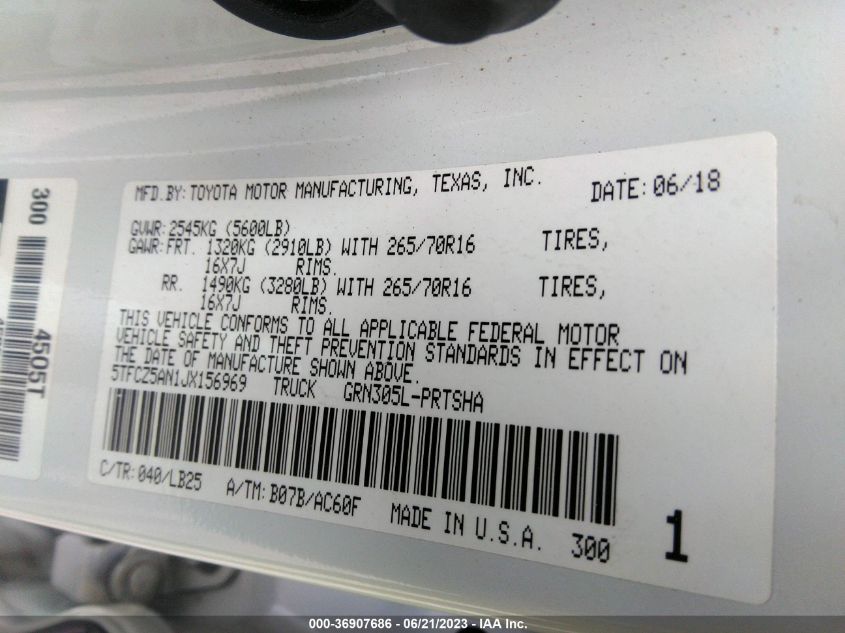 MFD.BY:TOYOTA MOTOR MANUFACTURING, TEXAS, INC. DATE:06/18
GVWR:2545KG (5600LB)
GAWR:FRT. 1320KG (2910LB) WITH 265/70R16 TIRES,
16X7J RIMS.
RR. 1490KG (3280LB) WITH 265/70R16 TIRES,
16X7J RIMS.
THIS VEHICLE CONFORMS TO ALL APPLICABLE FEDERAL MOTOR
VEHICLE SAFETY AND THEFT PREVENTION STANDARDS IN EFFECT ON
THE DATE OF MANUFACTURE SHOWN ABOVE.
5TFCZ5AN1JX156969 TRUCK GRN305L-PRTSHA
C/TR:040/LB25 A/TM:B07B/AC60F MADE IN U.S.A. 300 1
300
4505T
000-36907686 - 06/21/2023 - IAA Inc.